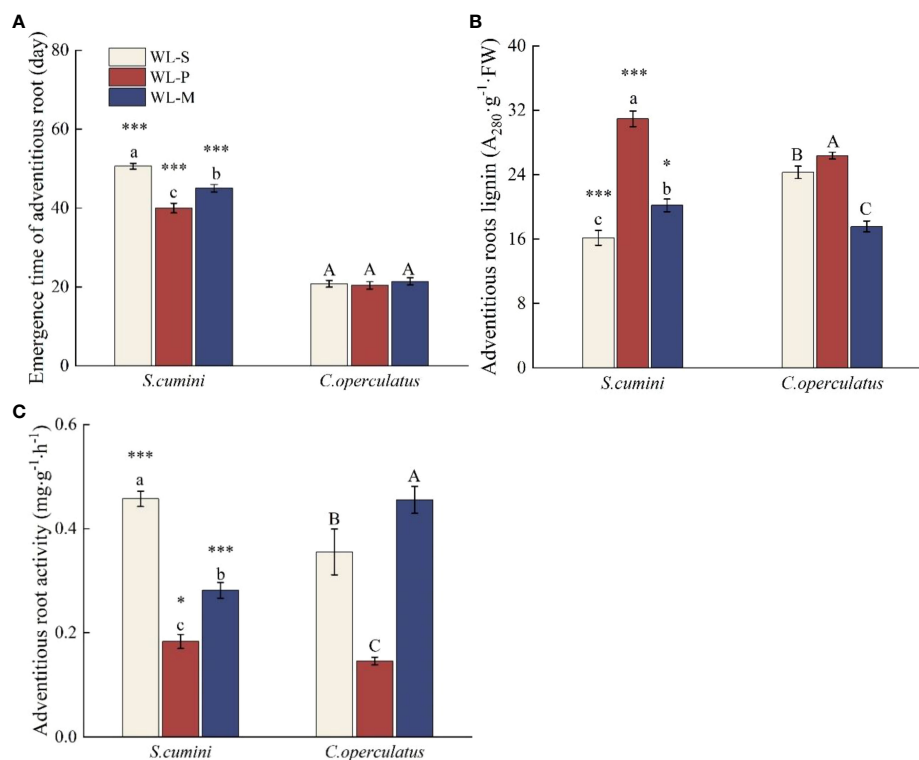 A
Emergence time of adventitious root (day)
80
60
40
20
0
WL-S
WL-P
WL-M
***
a
***
c
***
b
A
A
A
S.cumini
C.operculatus
B
Adventitious roots lignin (A₂₈₀·g⁻¹·FW)
40
32
24
16
8
0
***
c
***
a
*
b
B
A
C
S.cumini
C.operculatus
C
Adventitious root activity (mg·g⁻¹·h⁻¹)
0.6
0.4
0.2
0.0
***
a
*
c
***
b
B
C
A
S.cumini
C.operculatus